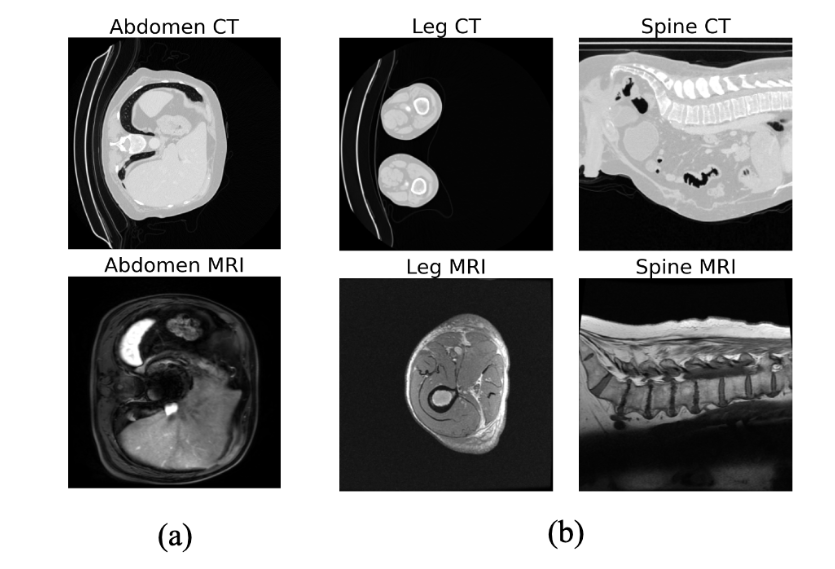 Abdomen CT
Leg CT
Spine CT
Abdomen MRI
Leg MRI
Spine MRI
(a)
(b)